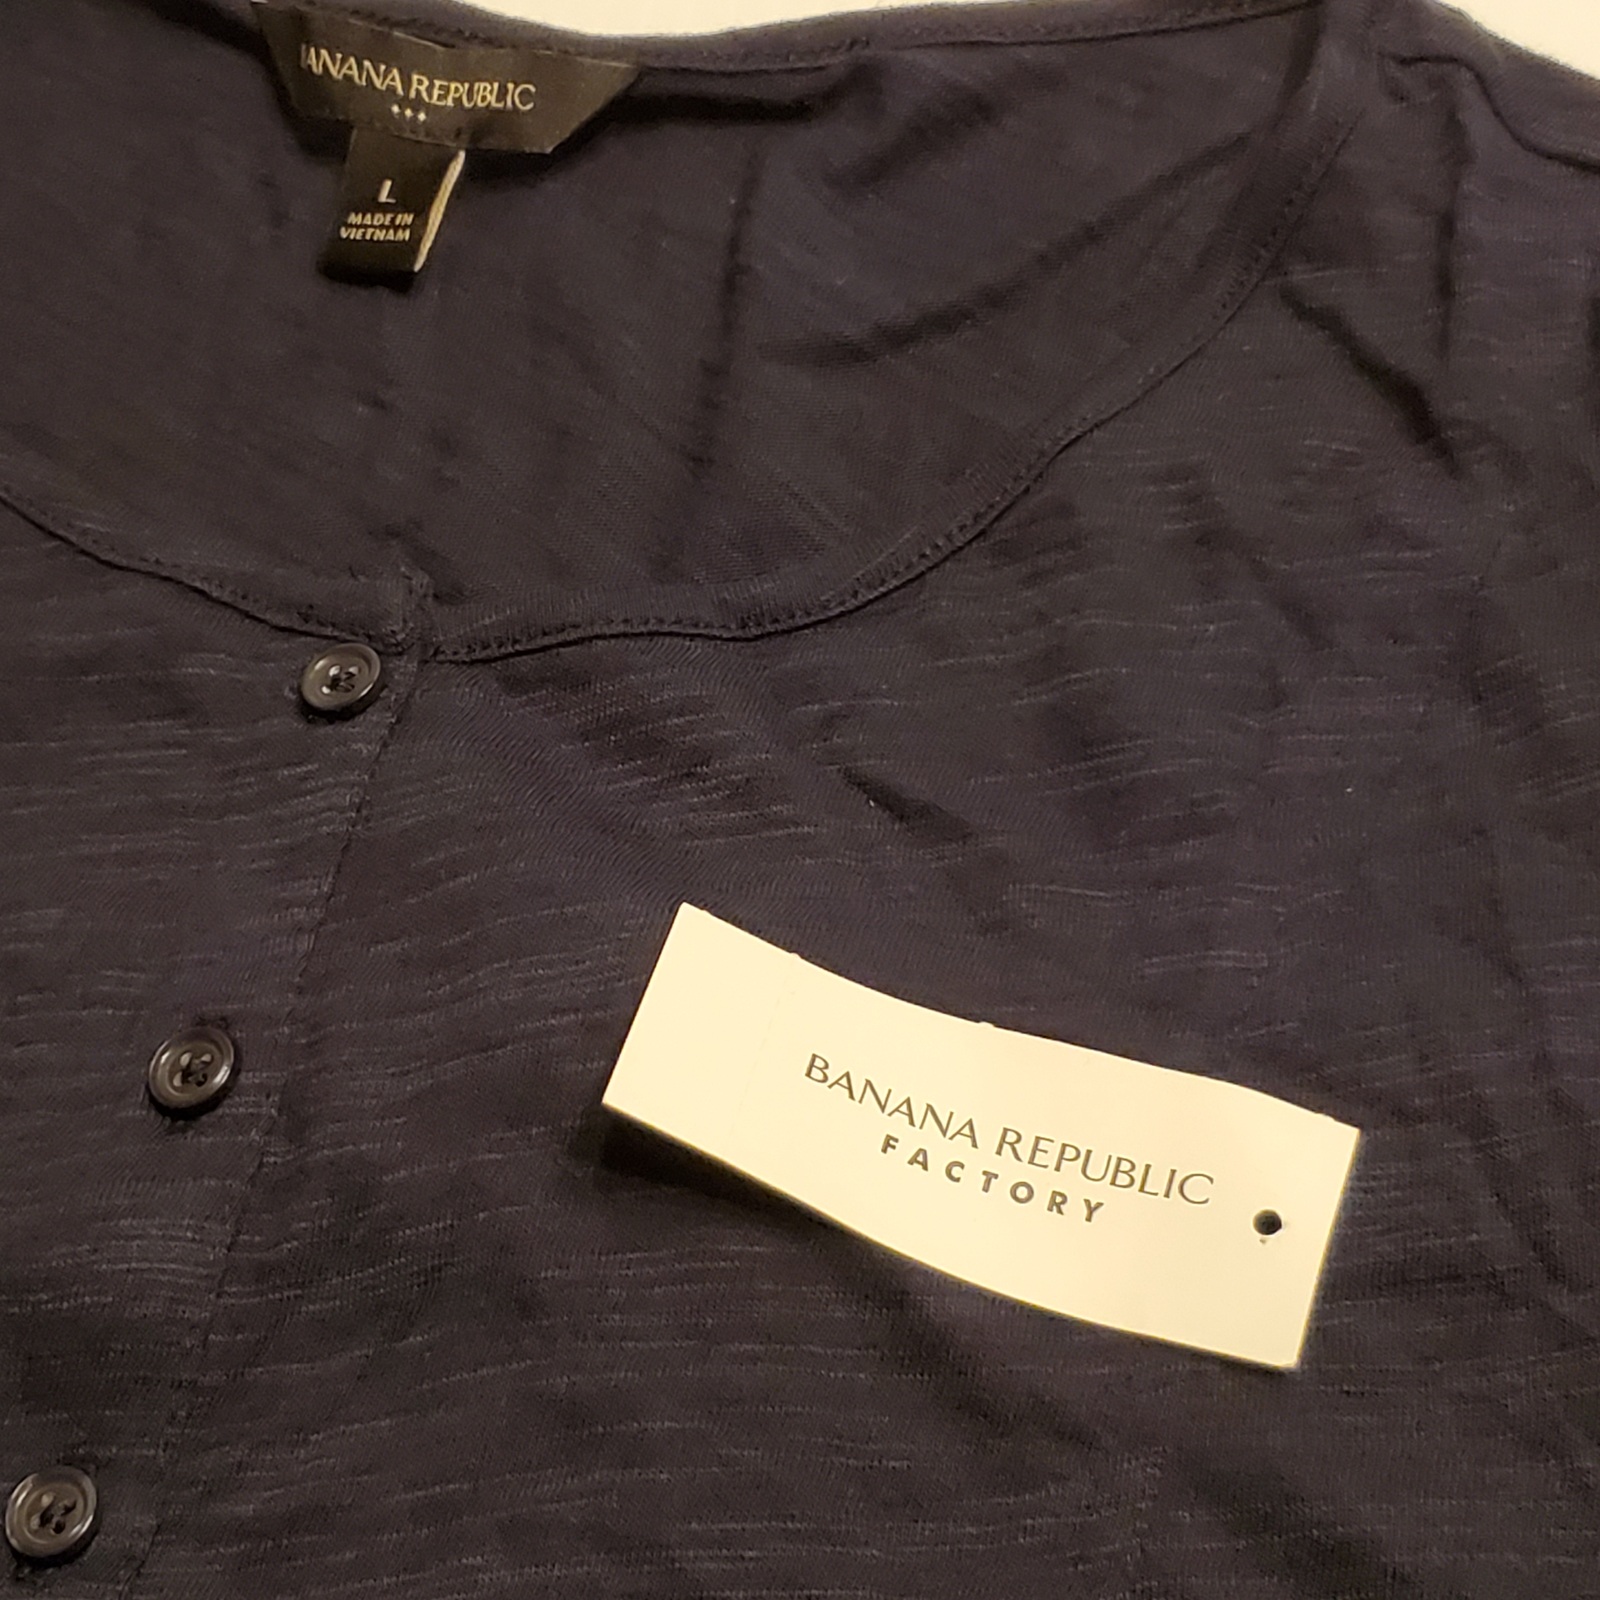 BANANA REPUBLIC
L
MADE IN
VIETNAM
BANANA REPUBLIC
FACTORY